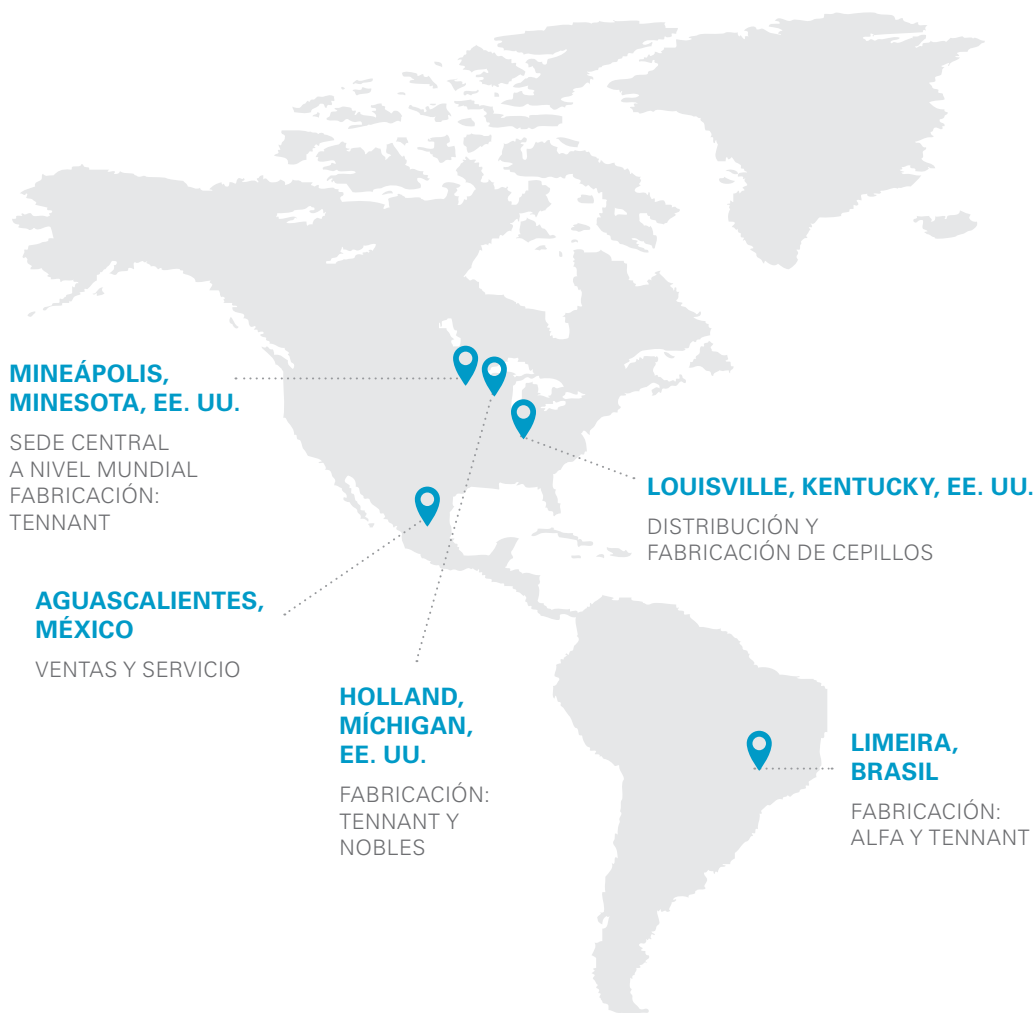 MINEÁPOLIS,
MINESOTA, EE. UU.
SEDE CENTRAL
A NIVEL MUNDIAL
FABRICACIÓN:
TENNANT
LOUISVILLE, KENTUCKY, EE. UU.
DISTRIBUCIÓN Y
FABRICACIÓN DE CEPILLOS
AGUASCALIENTES,
MÉXICO
VENTAS Y SERVICIO
HOLLAND,
MÍCHIGAN,
EE. UU.
FABRICACIÓN:
TENNANT Y
NOBLES
LIMEIRA,
BRASIL
FABRICACIÓN:
ALFA Y TENNANT